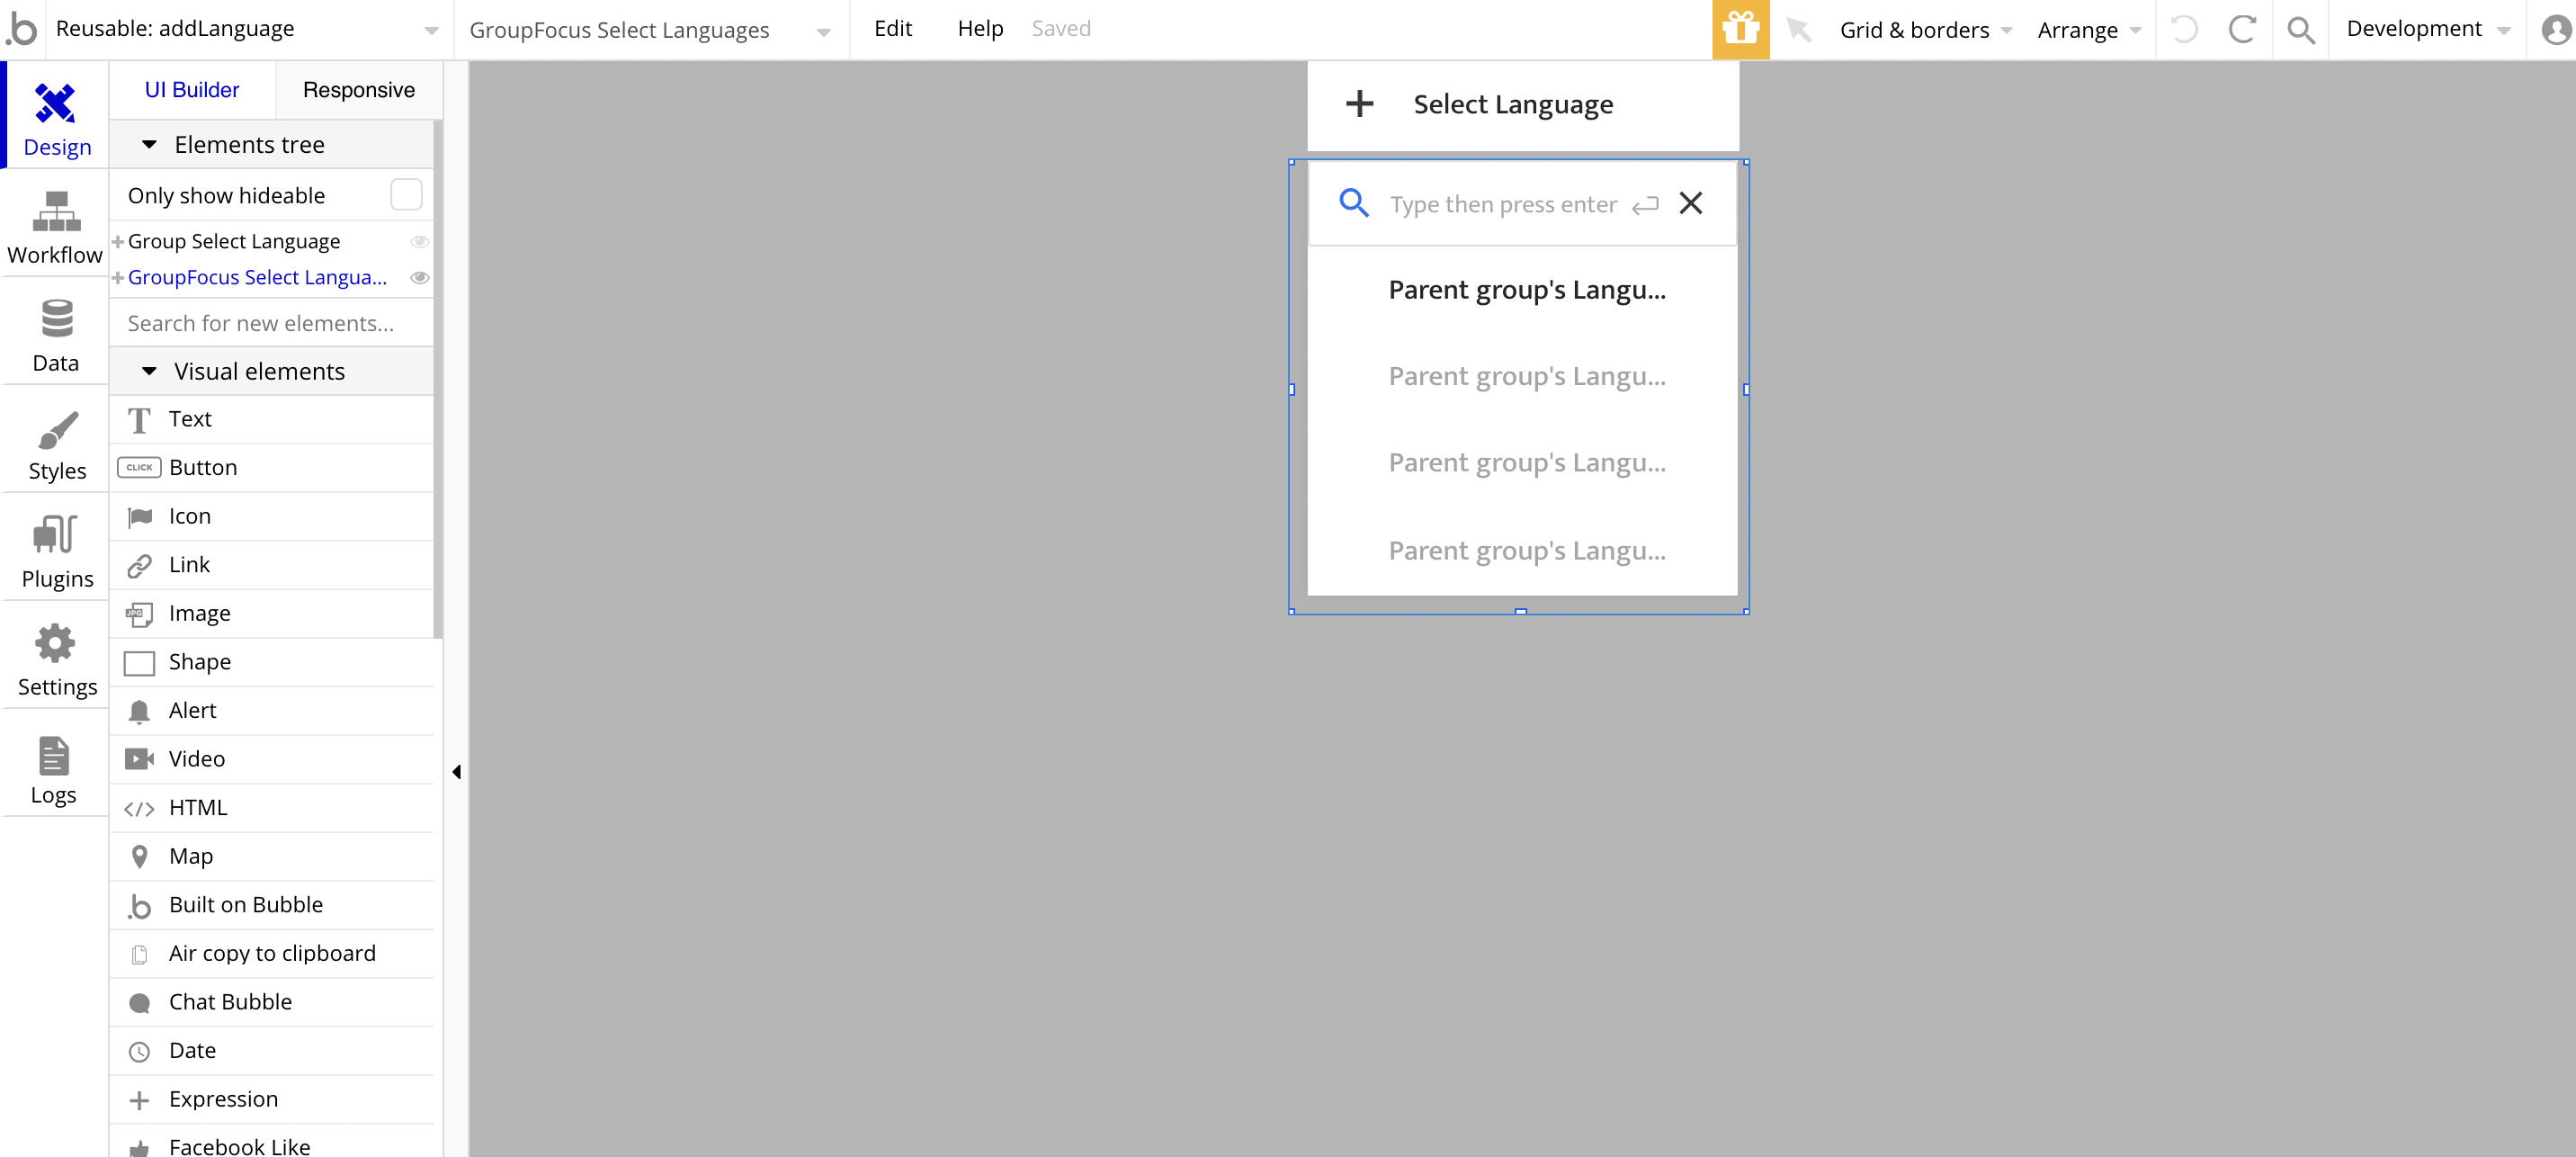 .b Reusable: addLanguage GroupFocus Select Languages Edit Help Saved Grid & borders Arrange Development
Design
Workflow
Data
Styles
Plugins
Settings
Logs
UI Builder Responsive
Elements tree
Only show hideable
Group Select Language
GroupFocus Select Langua...
Search for new elements...
Visual elements
Text
CLICK Button
Icon
Link
JPG Image
Shape
Alert
Video
</> HTML
Map
.b Built on Bubble
Air copy to clipboard
Chat Bubble
Date
Expression
Facebook Like
Select Language
Type then press enter
Parent group's Langu...
Parent group's Langu...
Parent group's Langu...
Parent group's Langu...